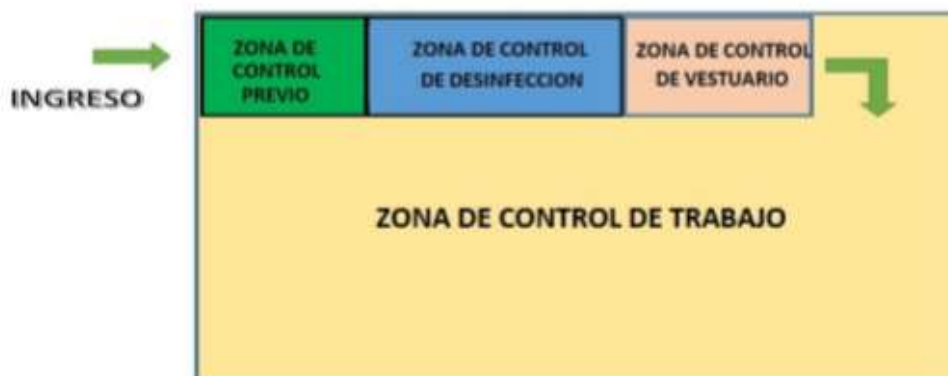 INGRESO
ZONA DE
CONTROL
PREVIO
ZONA DE CONTROL
DE DESINFECCION
ZONA DE CONTROL
DE VESTUARIO
ZONA DE CONTROL DE TRABAJO